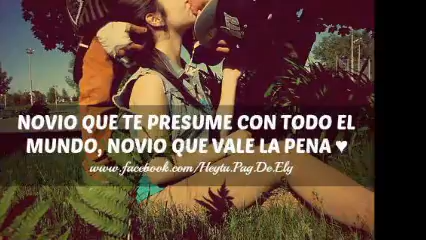 NOVIO QUE TE PRESUME CON TODO EL
MUNDO, NOVIO QUE VALE LA PENA ♥
www.facebook.com/Heytu.Pag.De.Ely